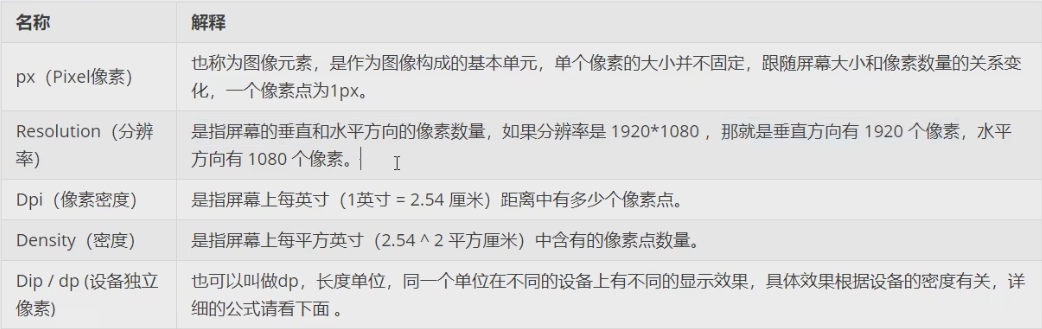 名称 解释
px（Pixel像素） 也称为图像元素，是作为图像构成的基本单元，单个像素的大小并不固定，跟随屏幕大小和像素数量的关系变
化，一个像素点为1px。
Resolution（分辨
率） 是指屏幕的垂直和水平方向的像素数量，如果分辨率是 1920*1080 ，那就是垂直方向有 1920 个像素，水平
方向有 1080 个像素。
Dpi（像素密度） 是指屏幕上每英寸（1英寸 = 2.54 厘米）距离中有多少个像素点。
Density（密度） 是指屏幕上每平方英寸（2.54 ^ 2 平方厘米）中含有的像素点数量。
Dip / dp (设备独立
像素) 也可以叫做dp，长度单位，同一个单位在不同的设备上有不同的显示效果，具体效果根据设备的密度有关，详
细的公式请看下面 。